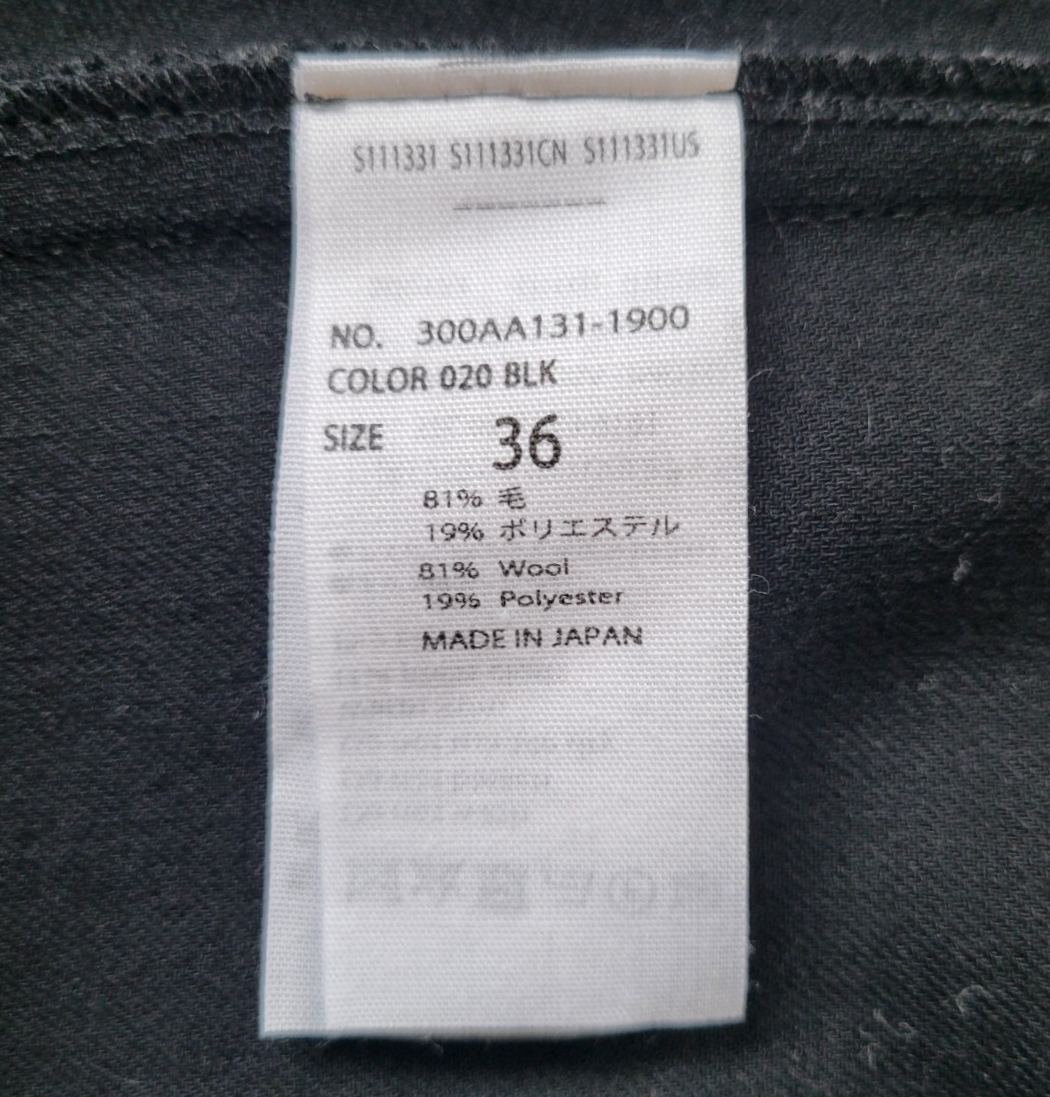 S111331 S111331CN S111331US
-------
NO. 300AA131-1900
COLOR 020 BLK
SIZE 36
81% 毛
19% ポリエステル
81% Wool
19% Polyester
MADE IN JAPAN